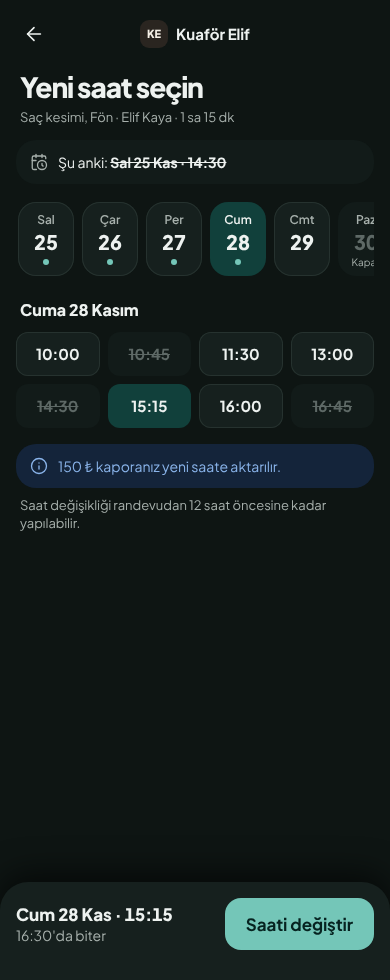 KE Kuaför Elif
Yeni saat seçin
Saç kesimi, Fön · Elif Kaya · 1 sa 15 dk
Şu anki: Sal 25 Kas · 14:30
Sal Çar Per Cum Cmt Paz
25 26 27 28 29 30
Cuma 28 Kasım
10:00 10:45 11:30 13:00
14:30 15:15 16:00 16:45
150 ₺ kaporanız yeni saate aktarılır.
Saat değişikliği randevudan 12 saat öncesine kadar
yapılabilir.
Cum 28 Kas · 15:15
16:30'da biter
Saati değiştir